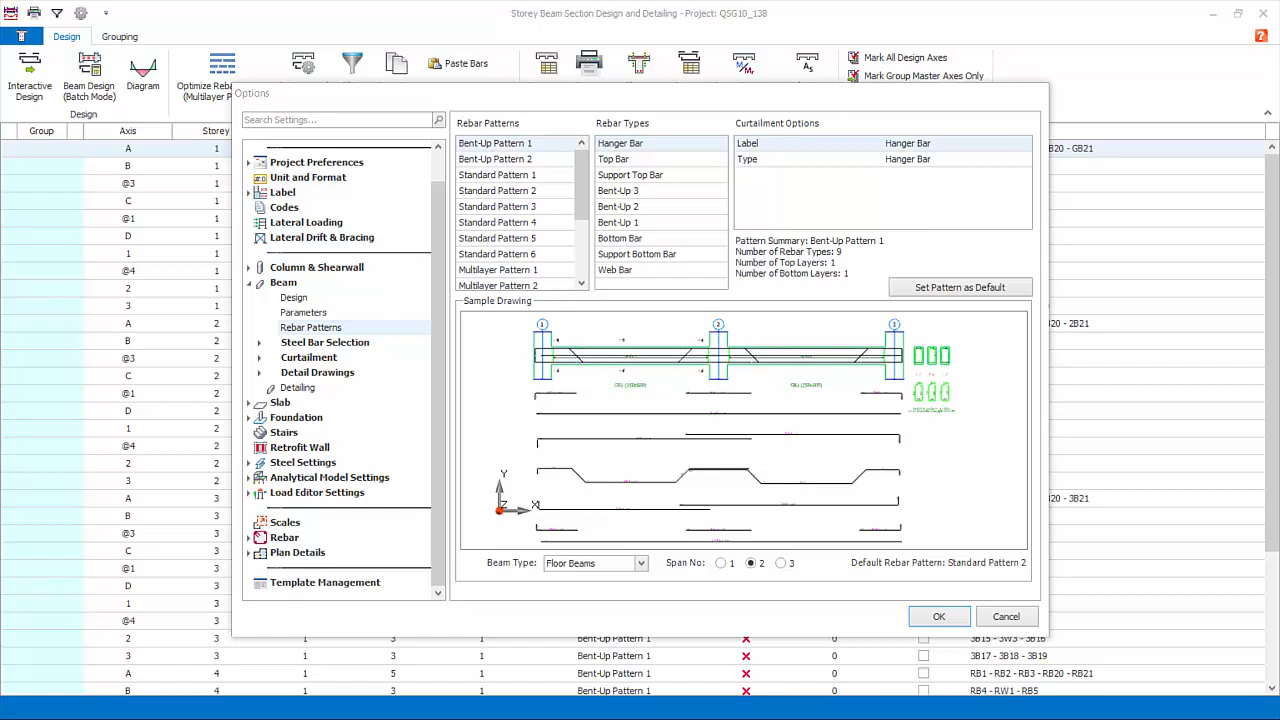 Storey Beam Section Design and Detailing - Project: QSG10_138
Design
Grouping
Interactive Design
Beam Design (Batch Mode)
Diagram
Design
Paste Bars
Mark All Design Axes
Mark Group Master Axes Only
Group Axis Storey
A 1
B 1
@3 1
C 1
@1 1
D 1
1 1
@4 1
2 1
3 1
A 2
B 2
@3 2
C 2
@1 2
D 2
1 2
@4 2
2 2
3 2
A 3
B 3
@3 3
C 3
@1 3
D 3
1 3
@4 3
2 3 1 3 1 Bent-Up Pattern 1 0 3B15 - 3W3 - 3B16
3 3 1 3 1 Bent-Up Pattern 1 0 3B17 - 3B18 - 3B19
A 4 1 5 1 Bent-Up Pattern 1 0 RB1 - RB2 - RB3 - RB20 - RB21
B 4 1 3 1 Bent-Up Pattern 1 0 RB4 - RW1 - RB5
B20 - GB21
20 - 2B21
20 - 3B21
Options
Search Settings...
Project Preferences
Unit and Format
Label
Codes
Lateral Loading
Lateral Drift & Bracing
Column & Shearwall
Beam
Design
Parameters
Rebar Patterns
Steel Bar Selection
Curtailment
Detail Drawings
Detailing
Slab
Foundation
Stairs
Retrofit Wall
Steel Settings
Analytical Model Settings
Load Editor Settings
Scales
Rebar
Plan Details
Template Management
Rebar Patterns
Bent-Up Pattern 1
Bent-Up Pattern 2
Standard Pattern 1
Standard Pattern 2
Standard Pattern 3
Standard Pattern 4
Standard Pattern 5
Standard Pattern 6
Multilayer Pattern 1
Multilayer Pattern 2
Rebar Types
Hanger Bar
Top Bar
Support Top Bar
Bent-Up 3
Bent-Up 2
Bent-Up 1
Bottom Bar
Support Bottom Bar
Web Bar
Curtailment Options
Label Hanger Bar
Type Hanger Bar
Pattern Summary: Bent-Up Pattern 1
Number of Rebar Types: 9
Number of Top Layers: 1
Number of Bottom Layers: 1
Set Pattern as Default
Sample Drawing
1 2 3
Y
Z
X
Beam Type: Floor Beams Span No: 1 2 3 Default Rebar Pattern: Standard Pattern 2
OK Cancel